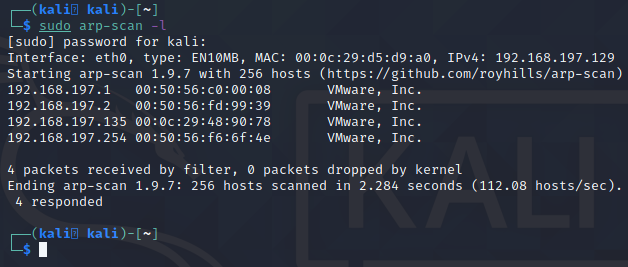 ┌──(kali㉿kali)-[~]
└─$ sudo arp-scan -l
[sudo] password for kali:
Interface: eth0, type: EN10MB, MAC: 00:0c:29:d5:d9:a0, IPv4: 192.168.197.129
Starting arp-scan 1.9.7 with 256 hosts (https://github.com/royhills/arp-scan)
192.168.197.1   00:50:56:c0:00:08       VMware, Inc.
192.168.197.2   00:50:56:fd:99:39       VMware, Inc.
192.168.197.135 00:0c:29:48:90:78       VMware, Inc.
192.168.197.254 00:50:56:f6:6f:4e       VMware, Inc.

4 packets received by filter, 0 packets dropped by kernel
Ending arp-scan 1.9.7: 256 hosts scanned in 2.284 seconds (112.08 hosts/sec).
 4 responded

┌──(kali㉿kali)-[~]
└─$
KALI